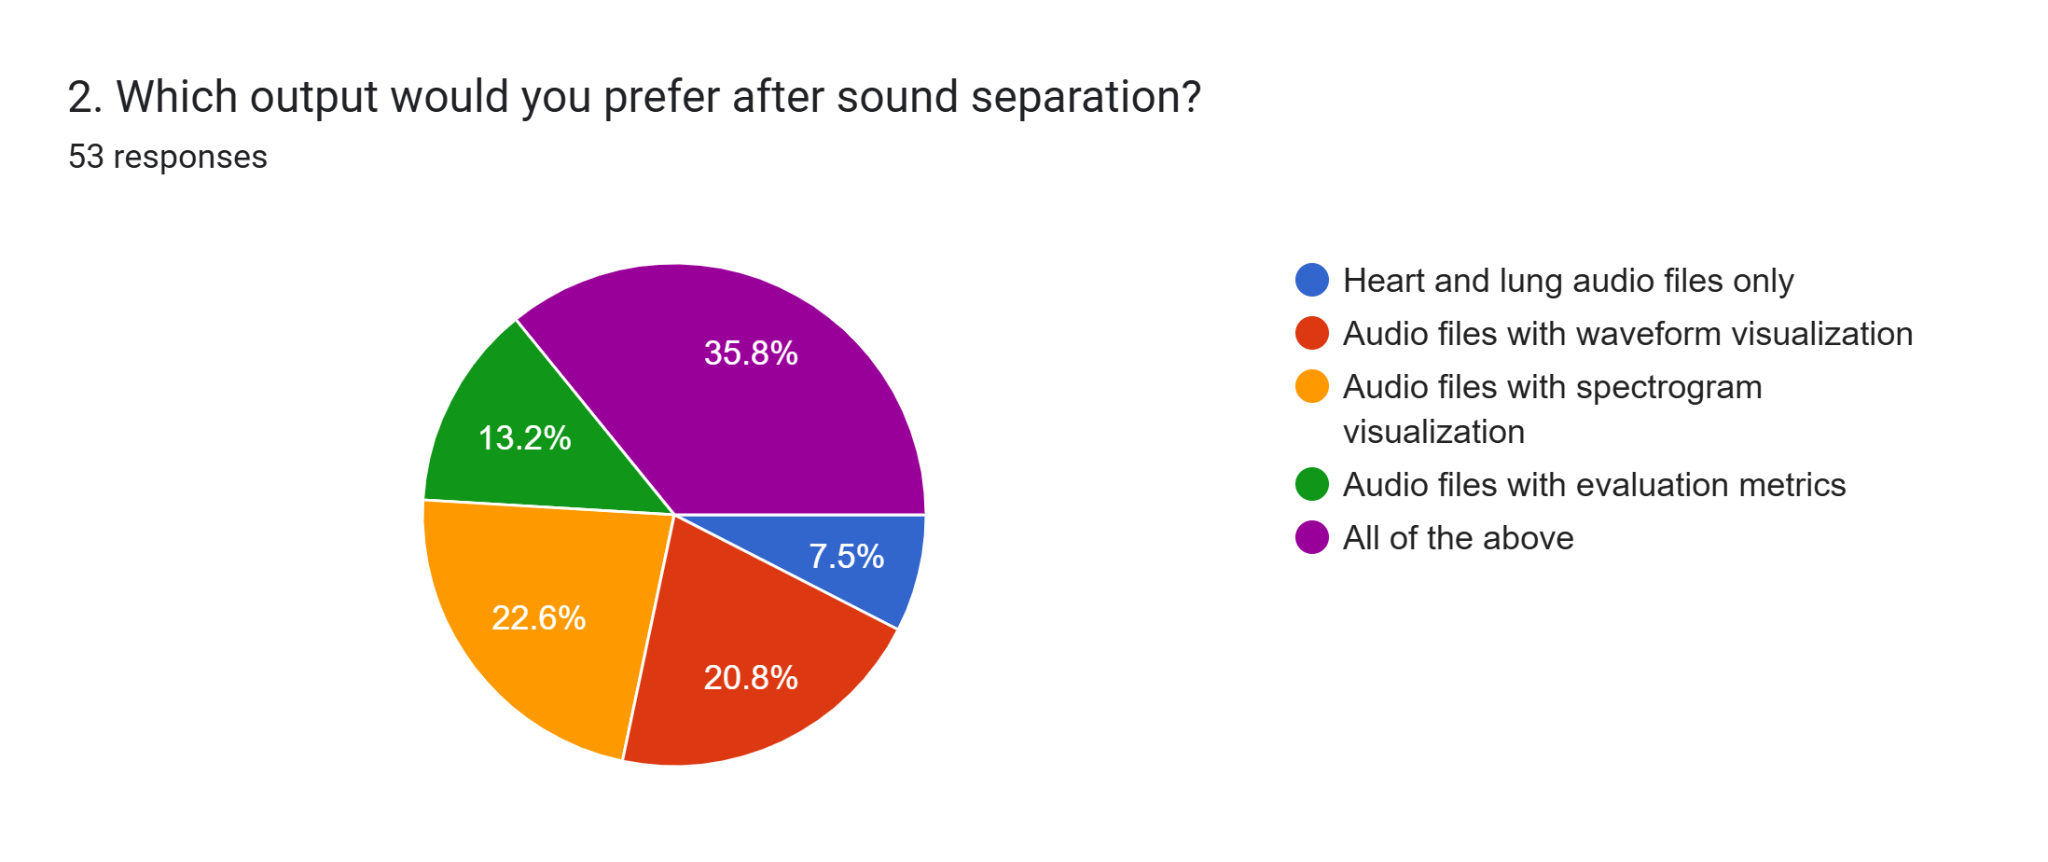 2. Which output would you prefer after sound separation?
53 responses
35.8%
13.2%
7.5%
22.6%
20.8%
Heart and lung audio files only
Audio files with waveform visualization
Audio files with spectrogram
visualization
Audio files with evaluation metrics
All of the above